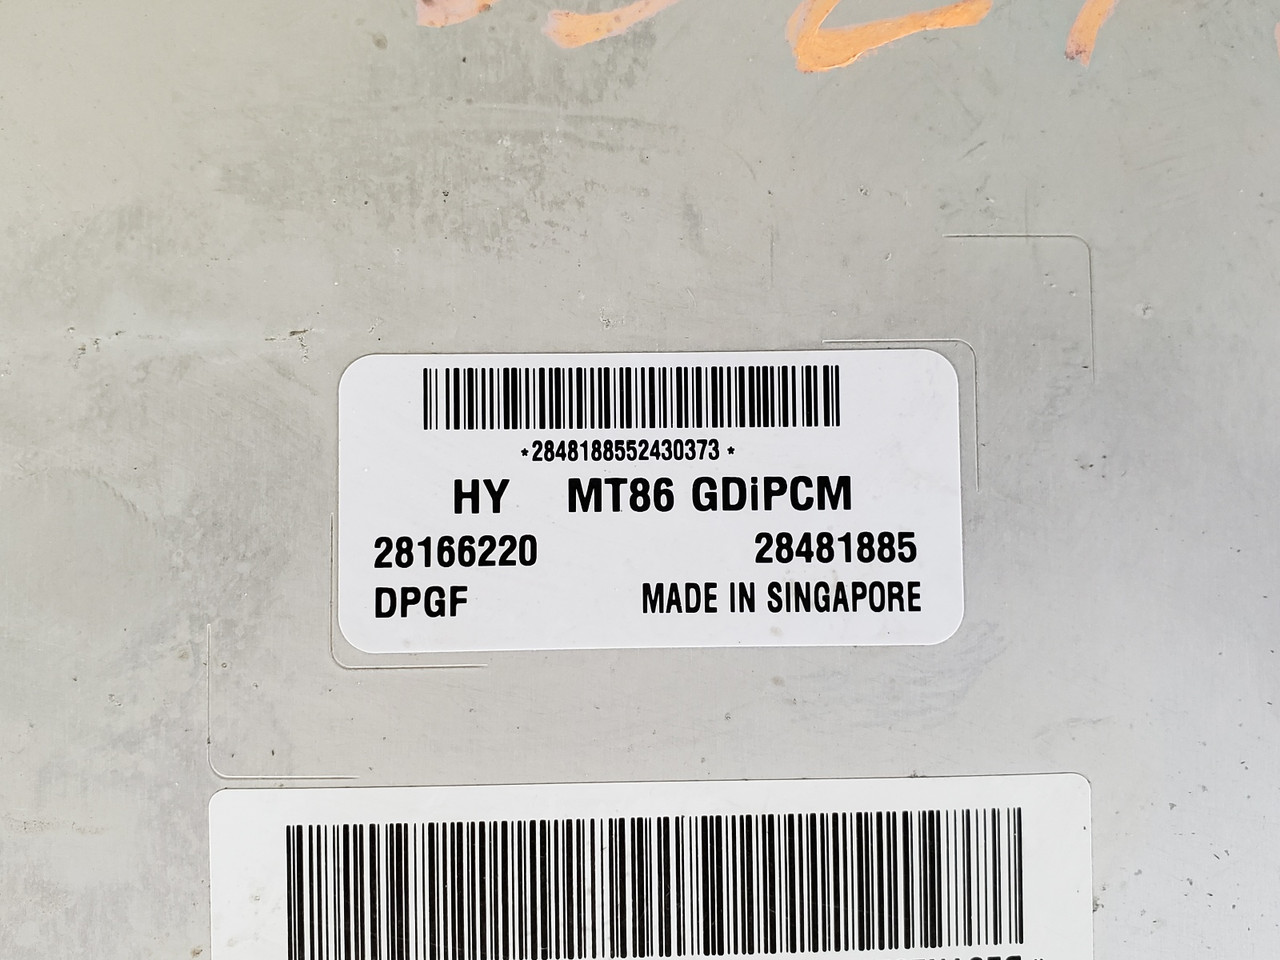 *2848188552430373 *
HY MT86 GDiPCM
28166220 28481885
DPGF MADE IN SINGAPORE